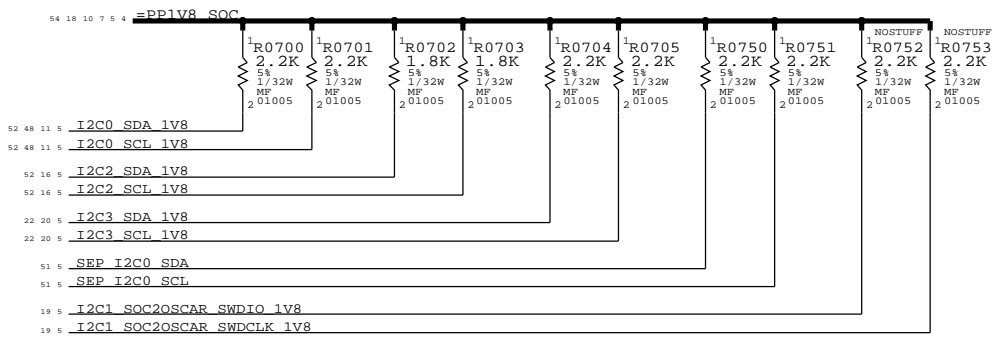 54 18 10 7 5 4 =PP1V8_SOC
NOSTUFF NOSTUFF
1 R0700 1 R0701 1 R0702 1 R0703 1 R0704 1 R0705 1 R0750 1 R0751 1 R0752 1 R0753
2.2K 2.2K 1.8K 1.8K 2.2K 2.2K 2.2K 2.2K 2.2K 2.2K
5% 5% 5% 5% 5% 5% 5% 5% 5% 5%
1/32W 1/32W 1/32W 1/32W 1/32W 1/32W 1/32W 1/32W 1/32W 1/32W
MF MF MF MF MF MF MF MF MF MF
2 01005 2 01005 2 01005 2 01005 2 01005 2 01005 2 01005 2 01005 2 01005 2 01005
52 48 11 5 I2C0_SDA_1V8
52 48 11 5 I2C0_SCL_1V8
52 16 5 I2C2_SDA_1V8
52 16 5 I2C2_SCL_1V8
22 20 5 I2C3_SDA_1V8
22 20 5 I2C3_SCL_1V8
51 5 SEP_I2C0_SDA
51 5 SEP_I2C0_SCL
19 5 I2C1_SOC2OSCAR_SWDIO_1V8
19 5 I2C1_SOC2OSCAR_SWDCLK_1V8